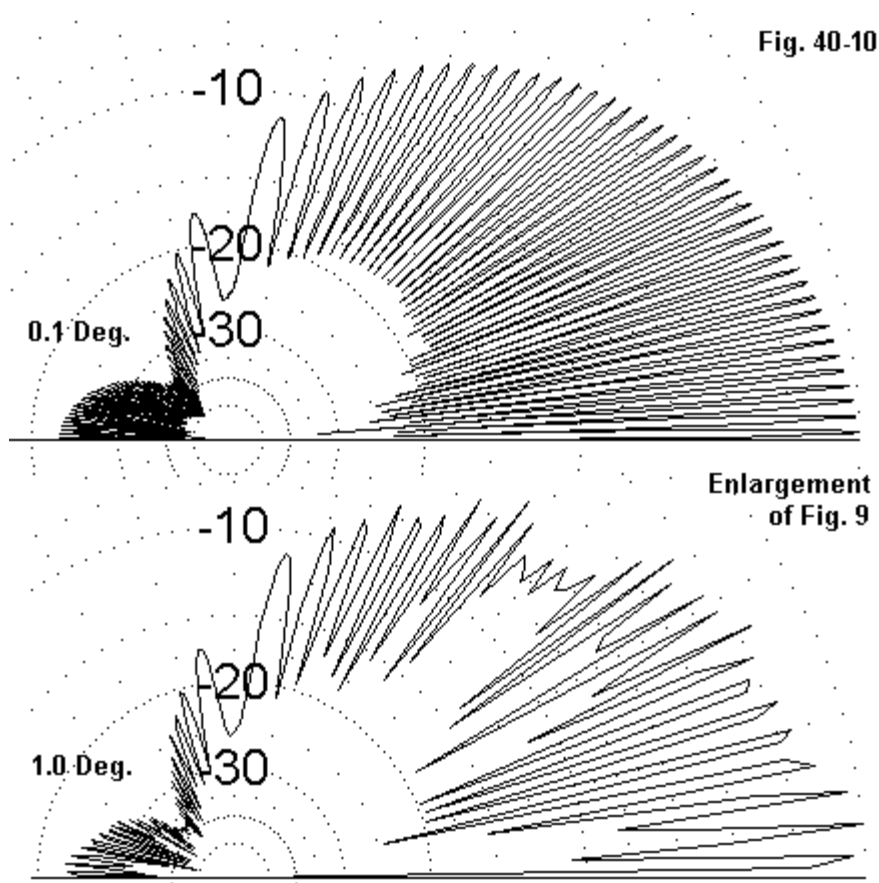 Fig. 40-10
-10
-20
0.1 Deg.
-30
Enlargement
of Fig. 9
-10
-20
1.0 Deg.
-30